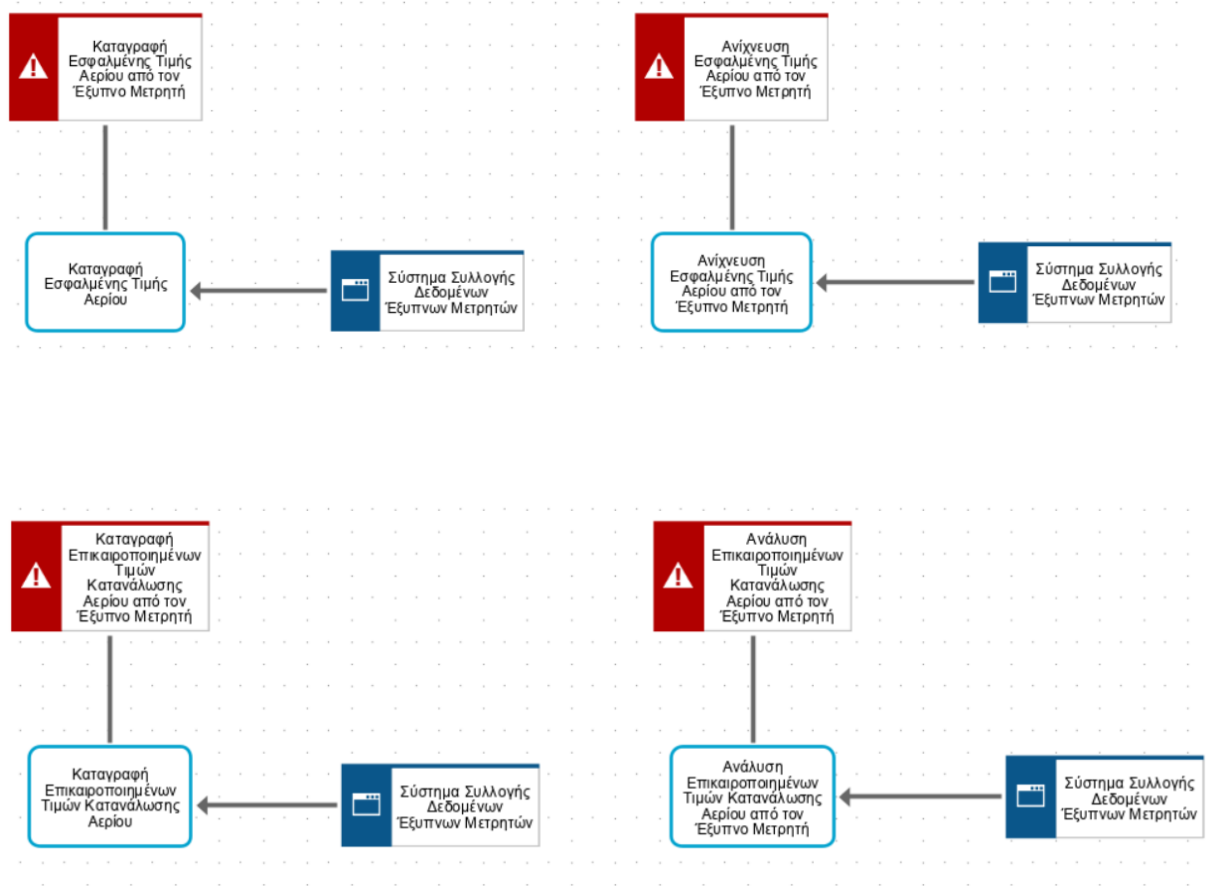 Καταγραφή
Εσφαλμένης Τιμής
Αερίου από τον
Έξυπνο Μετρητή
Ανίχνευση
Εσφαλμένης Τιμής
Αερίου από τον
Έξυπνο Μετρητή
Καταγραφή
Εσφαλμένης Τιμής
Αερίου
Σύστημα Συλλογής
Δεδομένων
Έξυπνων Μετρητών
Ανίχνευση
Εσφαλμένης Τιμής
Αερίου από τον
Έξυπνο Μετρητή
Σύστημα Συλλογής
Δεδομένων
Έξυπνων Μετρητών
Καταγραφή
Επικαιροποιημένων
Τιμών
Κατανάλωσης
Αερίου από τον
Έξυπνο Μετρητή
Ανάλυση
Επικαιροποιημένων
Τιμών
Κατανάλωσης
Αερίου από τον
Έξυπνο Μετρητή
Καταγραφή
Επικαιροποιημένων
Τιμών Κατανάλωσης
Αερίου
Σύστημα Συλλογής
Δεδομένων
Έξυπνων Μετρητών
Ανάλυση
Επικαιροποιημένων
Τιμών Κατανάλωσης
Αερίου από τον
Έξυπνο Μετρητή
Σύστημα Συλλογής
Δεδομένων
Έξυπνων Μετρητών